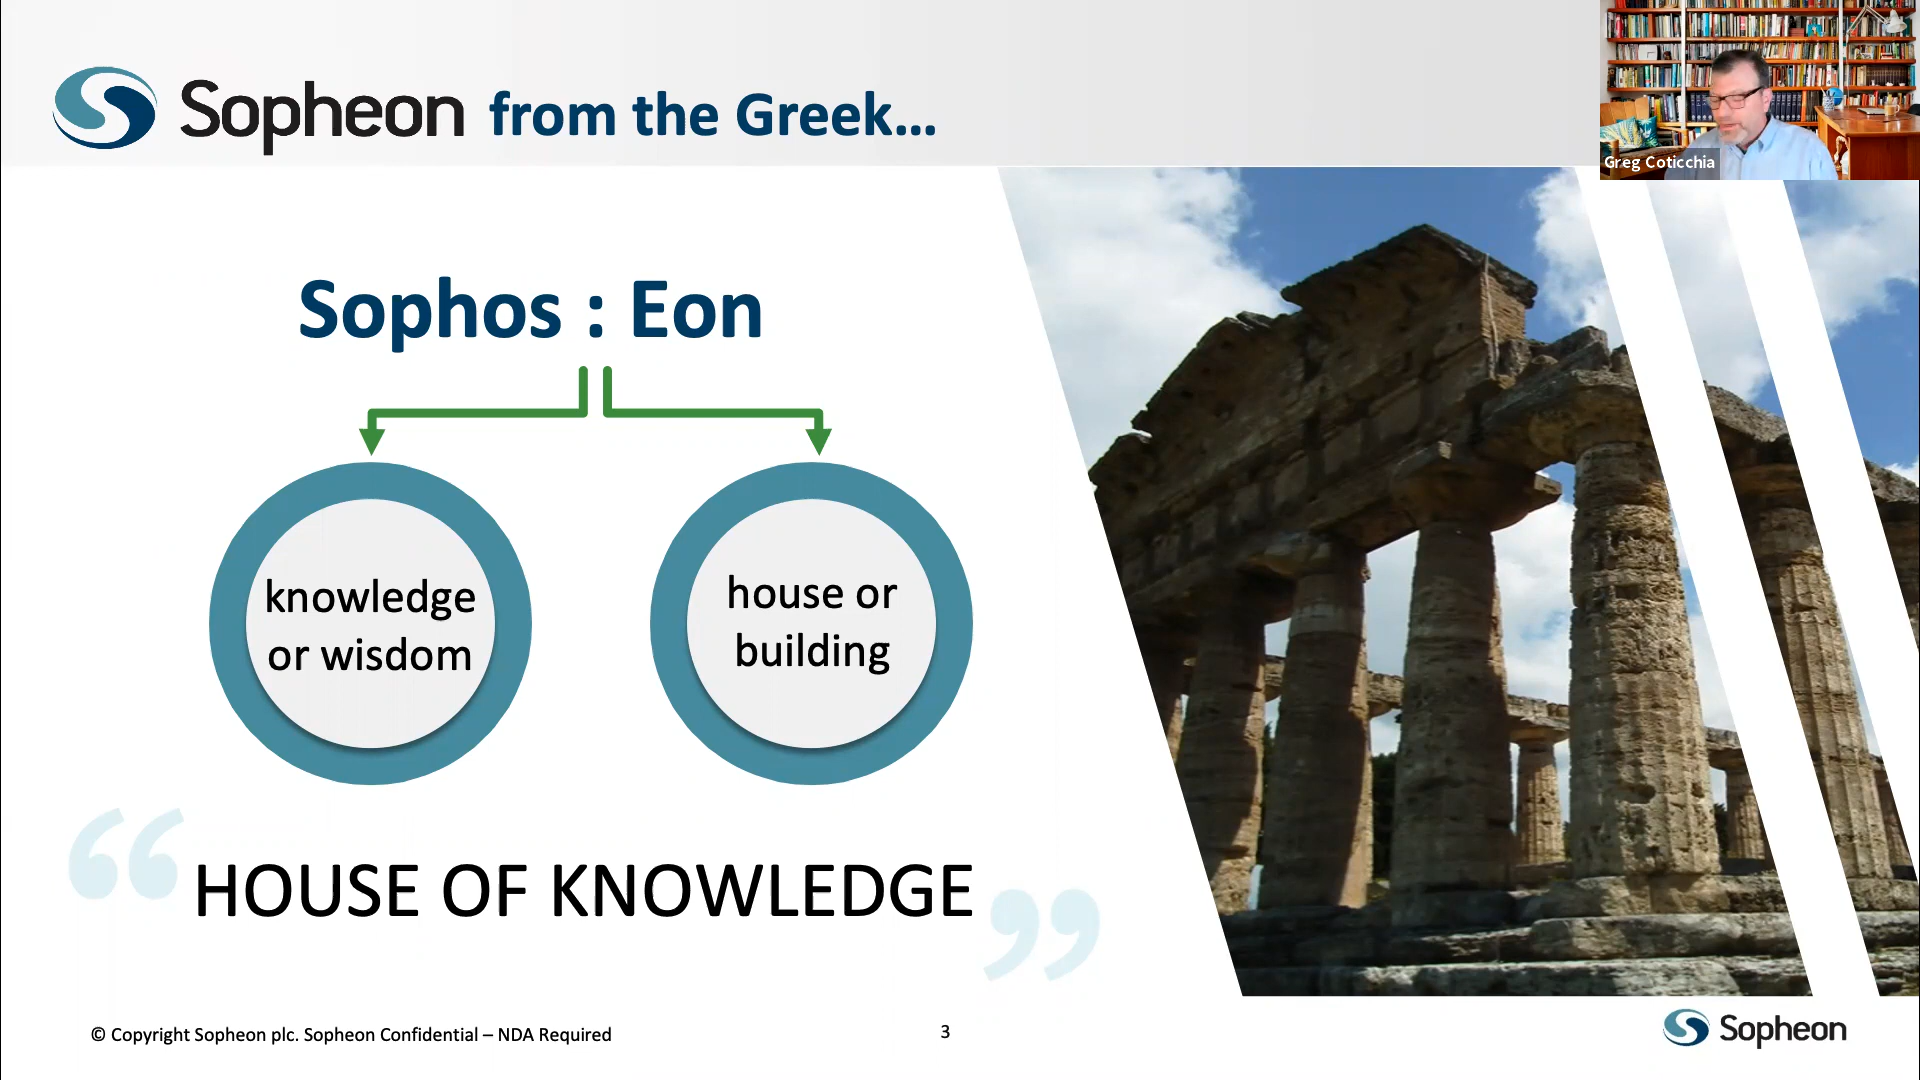 Sopheon from the Greek...
Greg Coticchia
Sophos : Eon
knowledge
or wisdom
house or
building
“HOUSE OF KNOWLEDGE”
© Copyright Sopheon plc. Sopheon Confidential – NDA Required
3
Sopheon